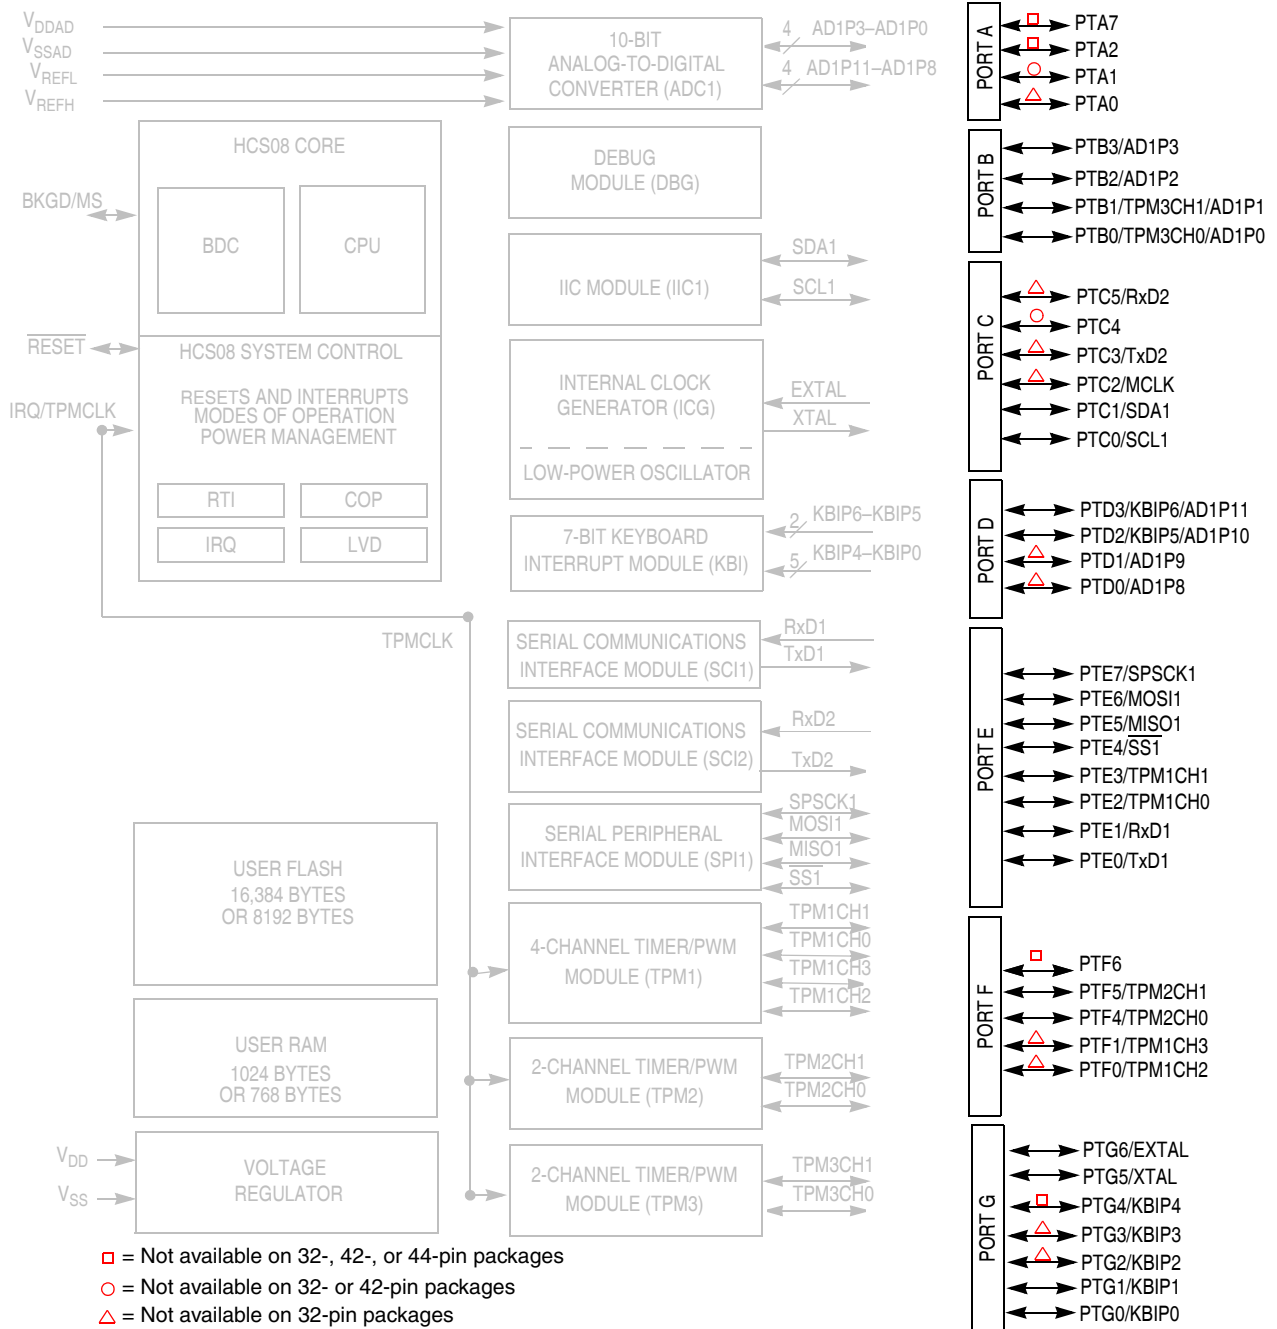 V_DDAD
V_SSAD
V_REFL
V_REFH
10-BIT
ANALOG-TO-DIGITAL
CONVERTER (ADC1)
4 AD1P3–AD1P0
4 AD1P11–AD1P8
HCS08 CORE
BDC
CPU
BKGD/MS
RESET
HCS08 SYSTEM CONTROL
RESETS AND INTERRUPTS
MODES OF OPERATION
POWER MANAGEMENT
IRQ/TPMCLK
RTI
COP
IRQ
LVD
TPMCLK
DEBUG
MODULE (DBG)
IIC MODULE (IIC1)
SDA1
SCL1
INTERNAL CLOCK
GENERATOR (ICG)
LOW-POWER OSCILLATOR
EXTAL
XTAL
7-BIT KEYBOARD
INTERRUPT MODULE (KBI)
2 KBIP6–KBIP5
5 KBIP4–KBIP0
SERIAL COMMUNICATIONS
INTERFACE MODULE (SCI1)
RxD1
TxD1
SERIAL COMMUNICATIONS
INTERFACE MODULE (SCI2)
RxD2
TxD2
SERIAL PERIPHERAL
INTERFACE MODULE (SPI1)
SPSCK1
MOSI1
MISO1
SS1
USER FLASH
16,384 BYTES
OR 8192 BYTES
4-CHANNEL TIMER/PWM
MODULE (TPM1)
TPM1CH1
TPM1CH0
TPM1CH3
TPM1CH2
USER RAM
1024 BYTES
OR 768 BYTES
2-CHANNEL TIMER/PWM
MODULE (TPM2)
TPM2CH1
TPM2CH0
V_DD
V_SS
VOLTAGE
REGULATOR
2-CHANNEL TIMER/PWM
MODULE (TPM3)
TPM3CH1
TPM3CH0
PORT A
PTA7
PTA2
PTA1
PTA0
PORT B
PTB3/AD1P3
PTB2/AD1P2
PTB1/TPM3CH1/AD1P1
PTB0/TPM3CH0/AD1P0
PORT C
PTC5/RxD2
PTC4
PTC3/TxD2
PTC2/MCLK
PTC1/SDA1
PTC0/SCL1
PORT D
PTD3/KBIP6/AD1P11
PTD2/KBIP5/AD1P10
PTD1/AD1P9
PTD0/AD1P8
PORT E
PTE7/SPSCK1
PTE6/MOSI1
PTE5/MISO1
PTE4/SS1
PTE3/TPM1CH1
PTE2/TPM1CH0
PTE1/RxD1
PTE0/TxD1
PORT F
PTF6
PTF5/TPM2CH1
PTF4/TPM2CH0
PTF1/TPM1CH3
PTF0/TPM1CH2
PORT G
PTG6/EXTAL
PTG5/XTAL
PTG4/KBIP4
PTG3/KBIP3
PTG2/KBIP2
PTG1/KBIP1
PTG0/KBIP0
□ = Not available on 32-, 42-, or 44-pin packages
○ = Not available on 32- or 42-pin packages
△ = Not available on 32-pin packages